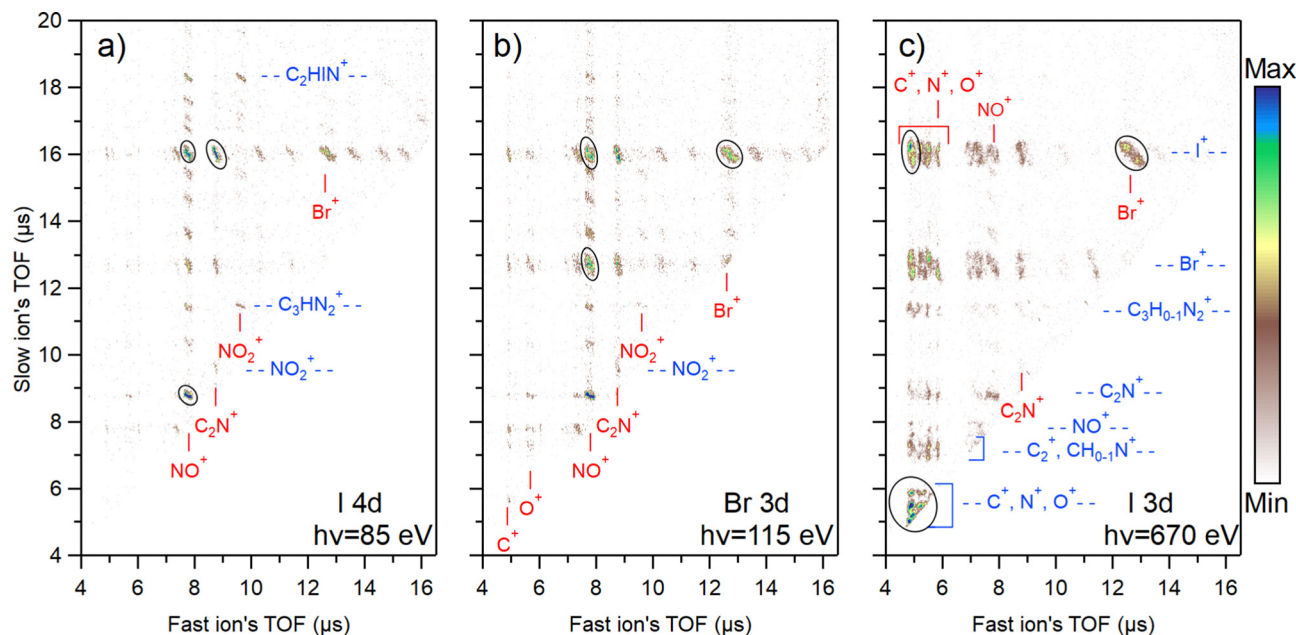 a)
- - C₂HIN⁺ - -
Br⁺
- - C₃HN₂⁺ - -
NO₂⁺
- - NO₂⁺ - -
C₂N⁺
NO⁺
I 4d
hν=85 eV
20
18
16
14
12
10
8
6
4
Slow ion's TOF (µs)
4 6 8 10 12 14 16
Fast ion's TOF (µs)
b)
Br⁺
NO₂⁺
- - NO₂⁺ - -
C₂N⁺
NO⁺
O⁺
C⁺
Br 3d
hν=115 eV
4 6 8 10 12 14 16
Fast ion's TOF (µs)
c)
C⁺, N⁺, O⁺
NO⁺
- - I⁺ - -
Br⁺
- - Br⁺ - -
- - C₃H₀₋₁N₂⁺ - -
- - C₂N⁺ - -
C₂N⁺
- - NO⁺ - -
- - C₂⁺, CH₀₋₁N⁺ - -
- - C⁺, N⁺, O⁺ - -
I 3d
hν=670 eV
4 6 8 10 12 14 16
Fast ion's TOF (µs)
Max
Min